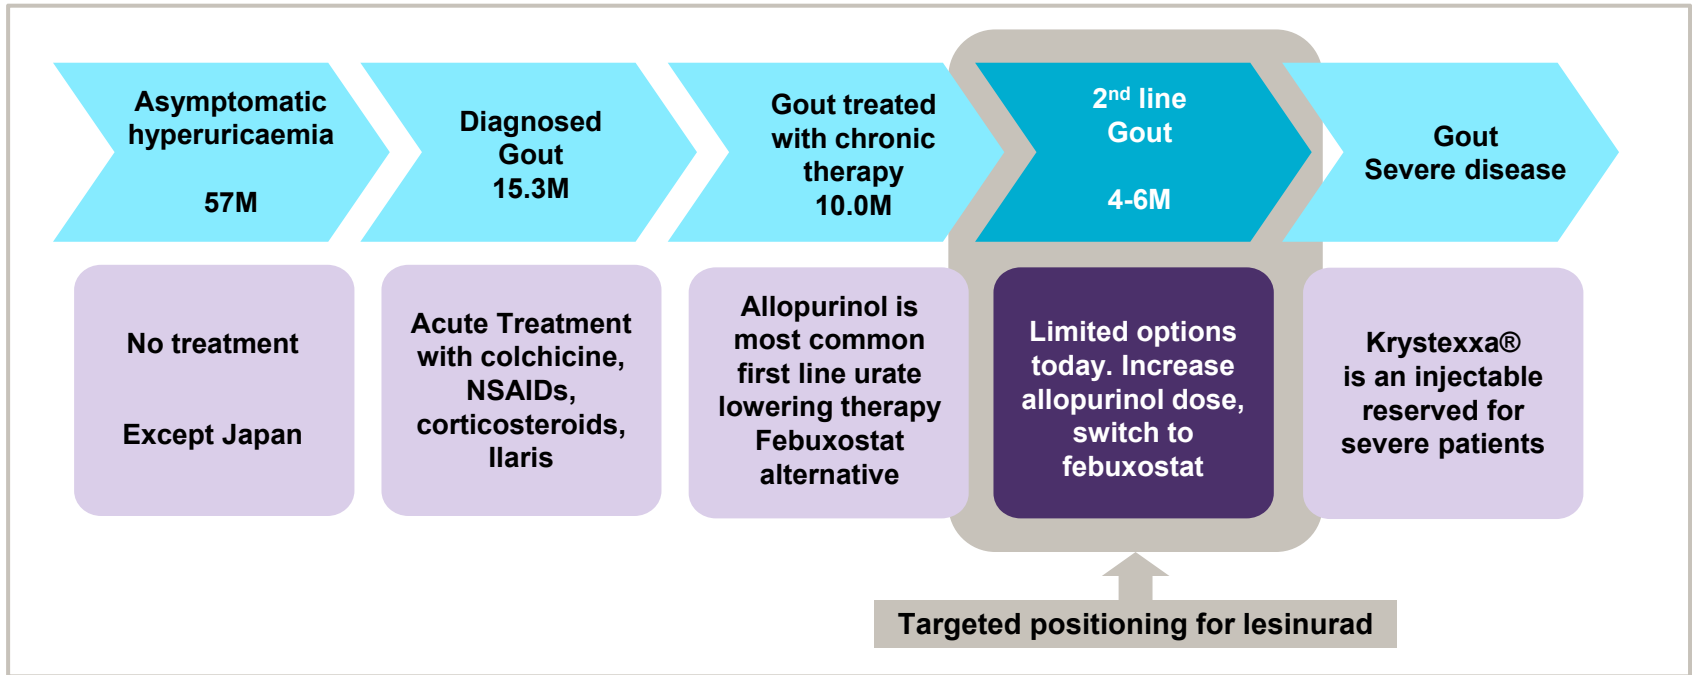 Asymptomatic
hyperuricaemia
57M
Diagnosed
Gout
15.3M
Gout treated
with chronic
therapy
10.0M
2nd line
Gout
4-6M
Gout
Severe disease
No treatment
Except Japan
Acute Treatment
with colchicine,
NSAIDs,
corticosteroids,
Ilaris
Allopurinol is
most common
first line urate
lowering therapy
Febuxostat
alternative
Limited options
today. Increase
allopurinol dose,
switch to
febuxostat
Krystexxa®
is an injectable
reserved for
severe patients
Targeted positioning for lesinurad